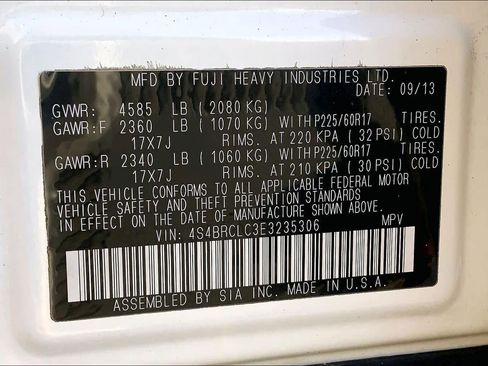 MFD BY FUJI HEAVY INDUSTRIES LTD.
DATE: 09/13
GVWR: 4585 LB (2080 KG)
GAWR:F 2360 LB (1070 KG) WITH P225/60R17 TIRES.
17X7J RIMS. AT 220 KPA (32 PSI) COLD
GAWR:R 2340 LB (1060 KG) WITH P225/60R17 TIRES.
17X7J RIMS. AT 210 KPA (30 PSI) COLD
THIS VEHICLE CONFORMS TO ALL APPLICABLE FEDERAL MOTOR
VEHICLE SAFETY AND THEFT PREVENTION STANDARDS
IN EFFECT ON THE DATE OF MANUFACTURE SHOWN ABOVE.
VIN: 4S4BRCLC3E3235306 MPV
ASSEMBLED BY SIA INC. MADE IN U.S.A.